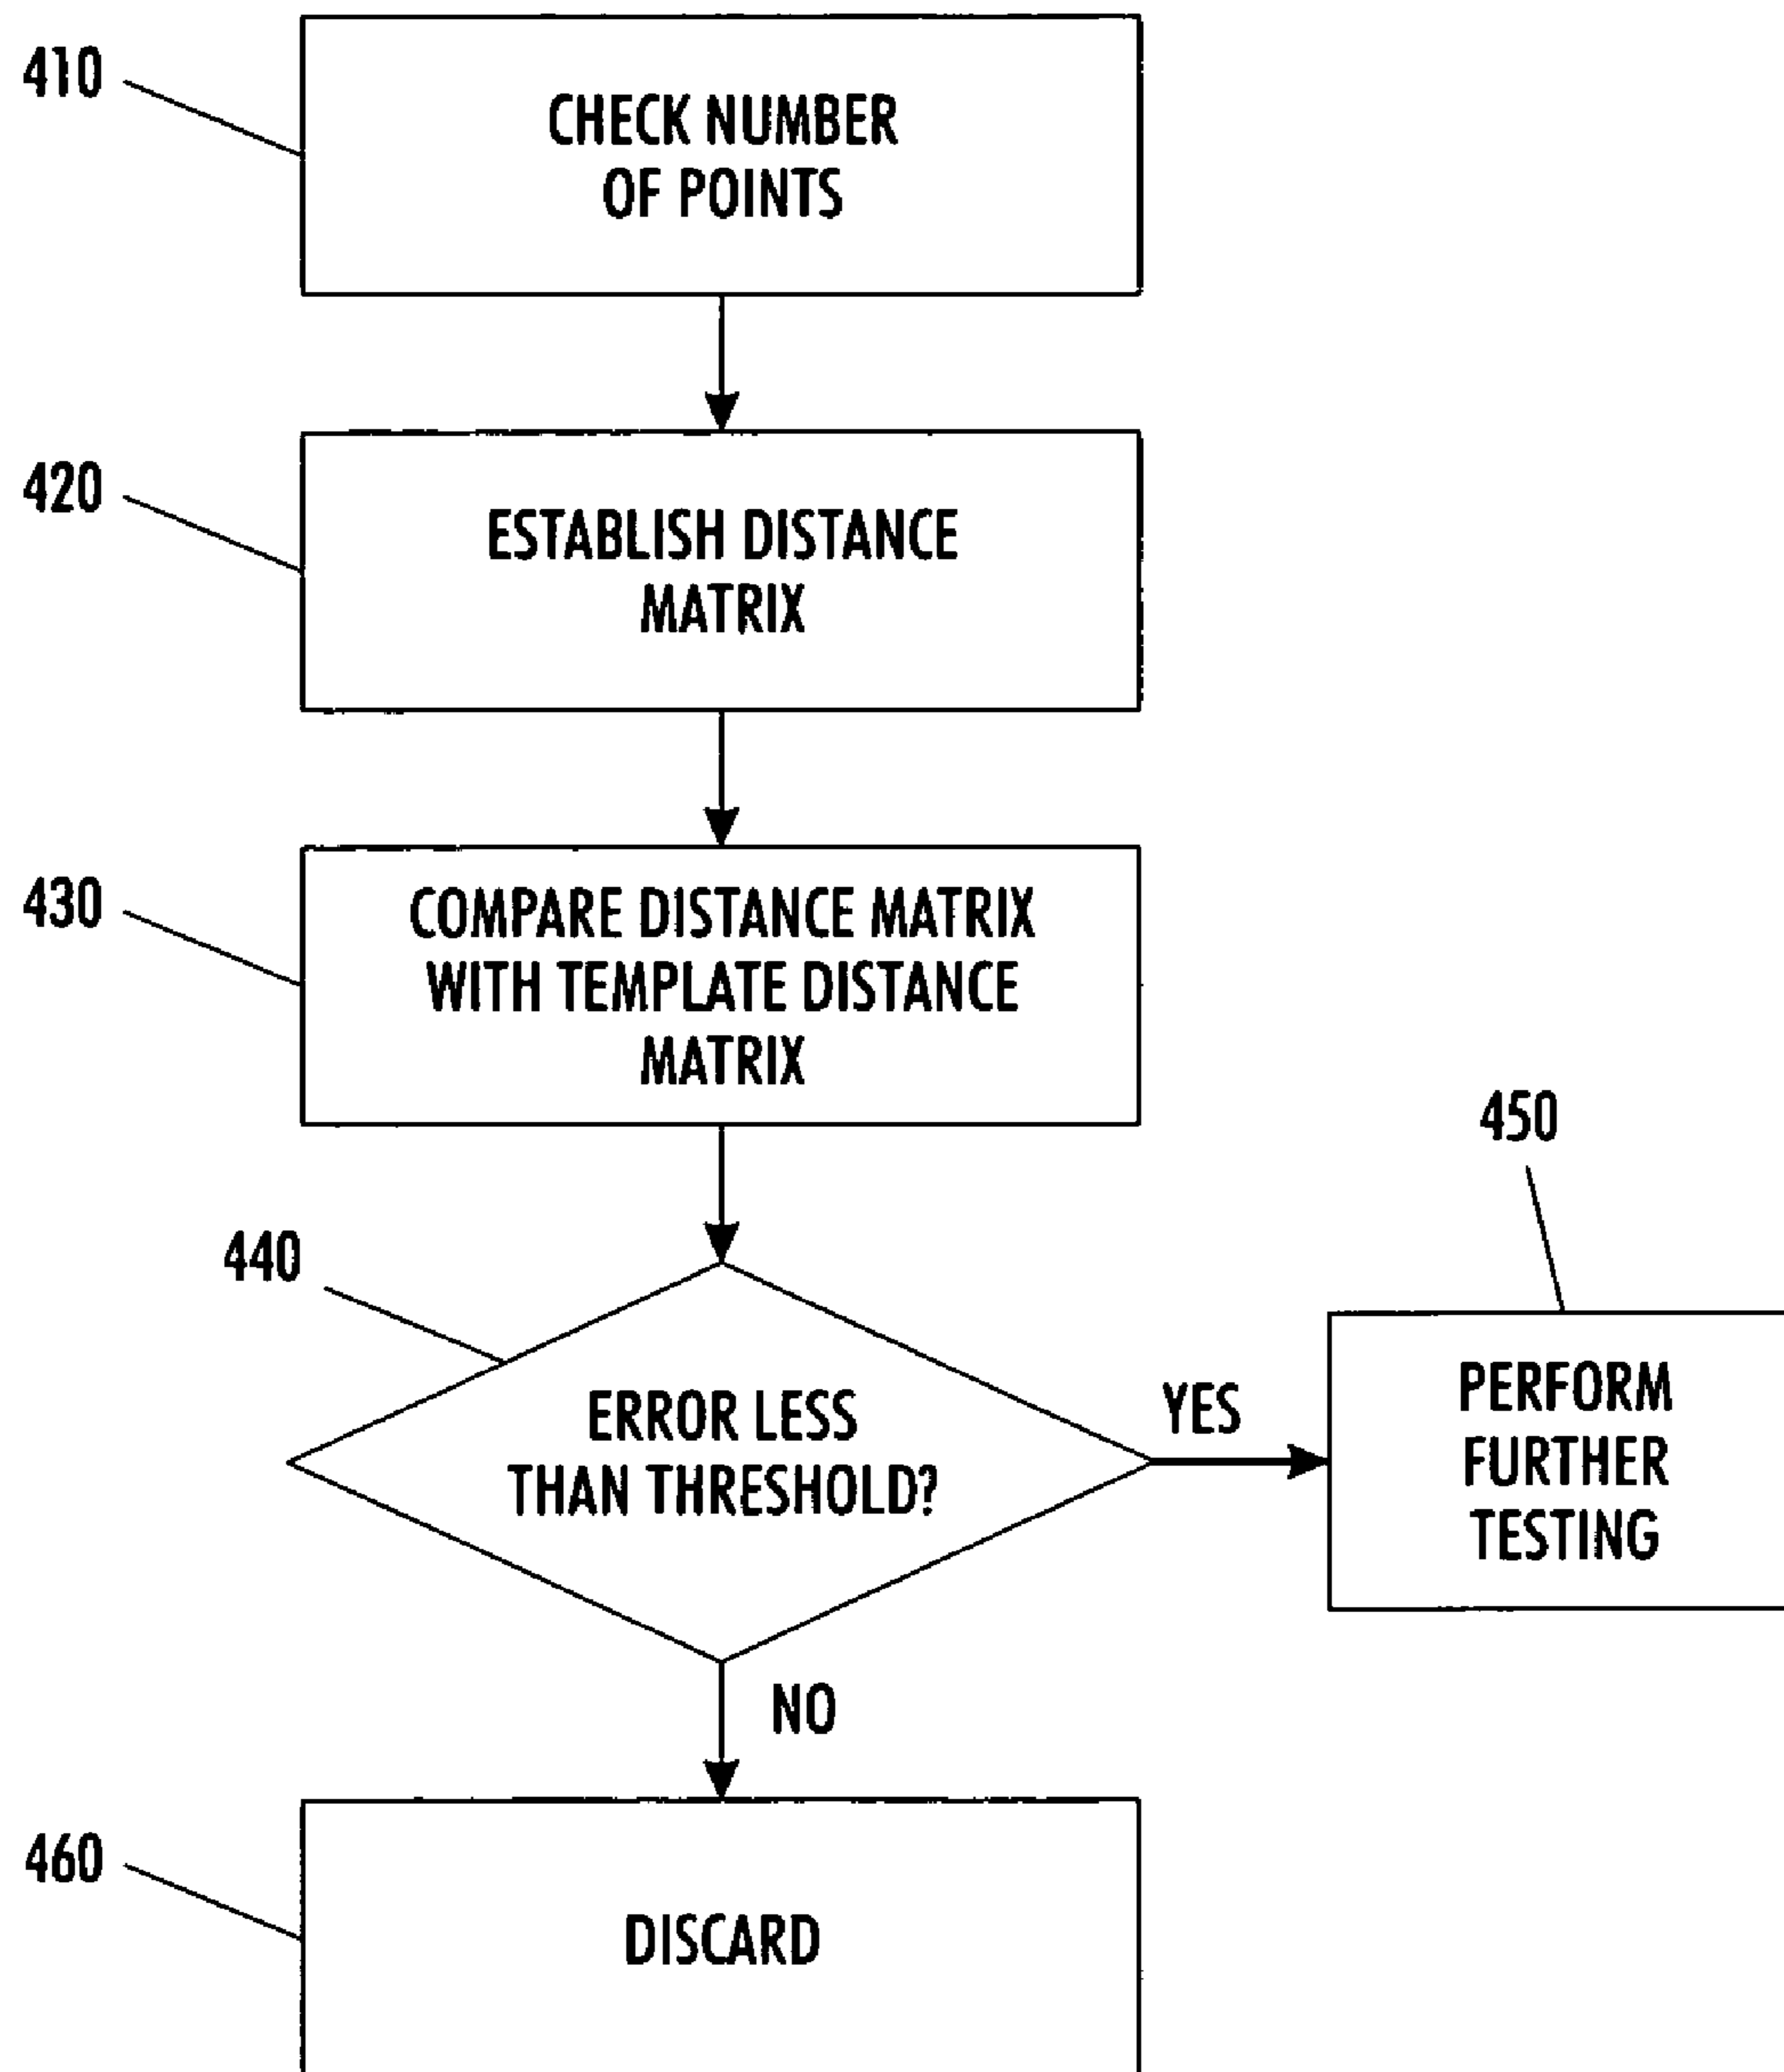 410
CHECK NUMBER
OF POINTS
420
ESTABLISH DISTANCE
MATRIX
430
COMPARE DISTANCE MATRIX
WITH TEMPLATE DISTANCE
MATRIX
440
ERROR LESS
THAN THRESHOLD?
YES
450
PERFORM
FURTHER
TESTING
NO
460
DISCARD